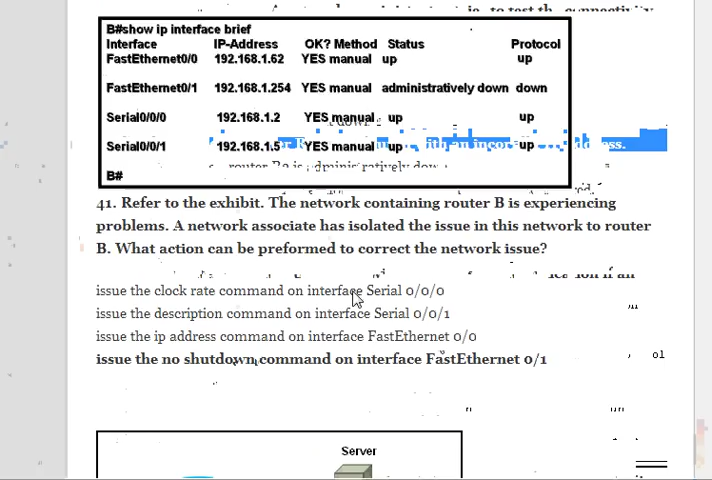 B#show ip interface brief
Interface IP-Address OK? Method Status Protocol
FastEthernet0/0 192.168.1.62 YES manual up up
FastEthernet0/1 192.168.1.254 YES manual administratively down down
Serial0/0/0 192.168.1.2 YES manual up up
Serial0/0/1 192.168.1.5 YES manual up up
B#
41. Refer to the exhibit. The network containing router B is experiencing
problems. A network associate has isolated the issue in this network to router
B. What action can be preformed to correct the network issue?
issue the clock rate command on interface Serial 0/0/0
issue the description command on interface Serial 0/0/1
issue the ip address command on interface FastEthernet 0/0
issue the no shutdown command on interface FastEthernet 0/1
Server